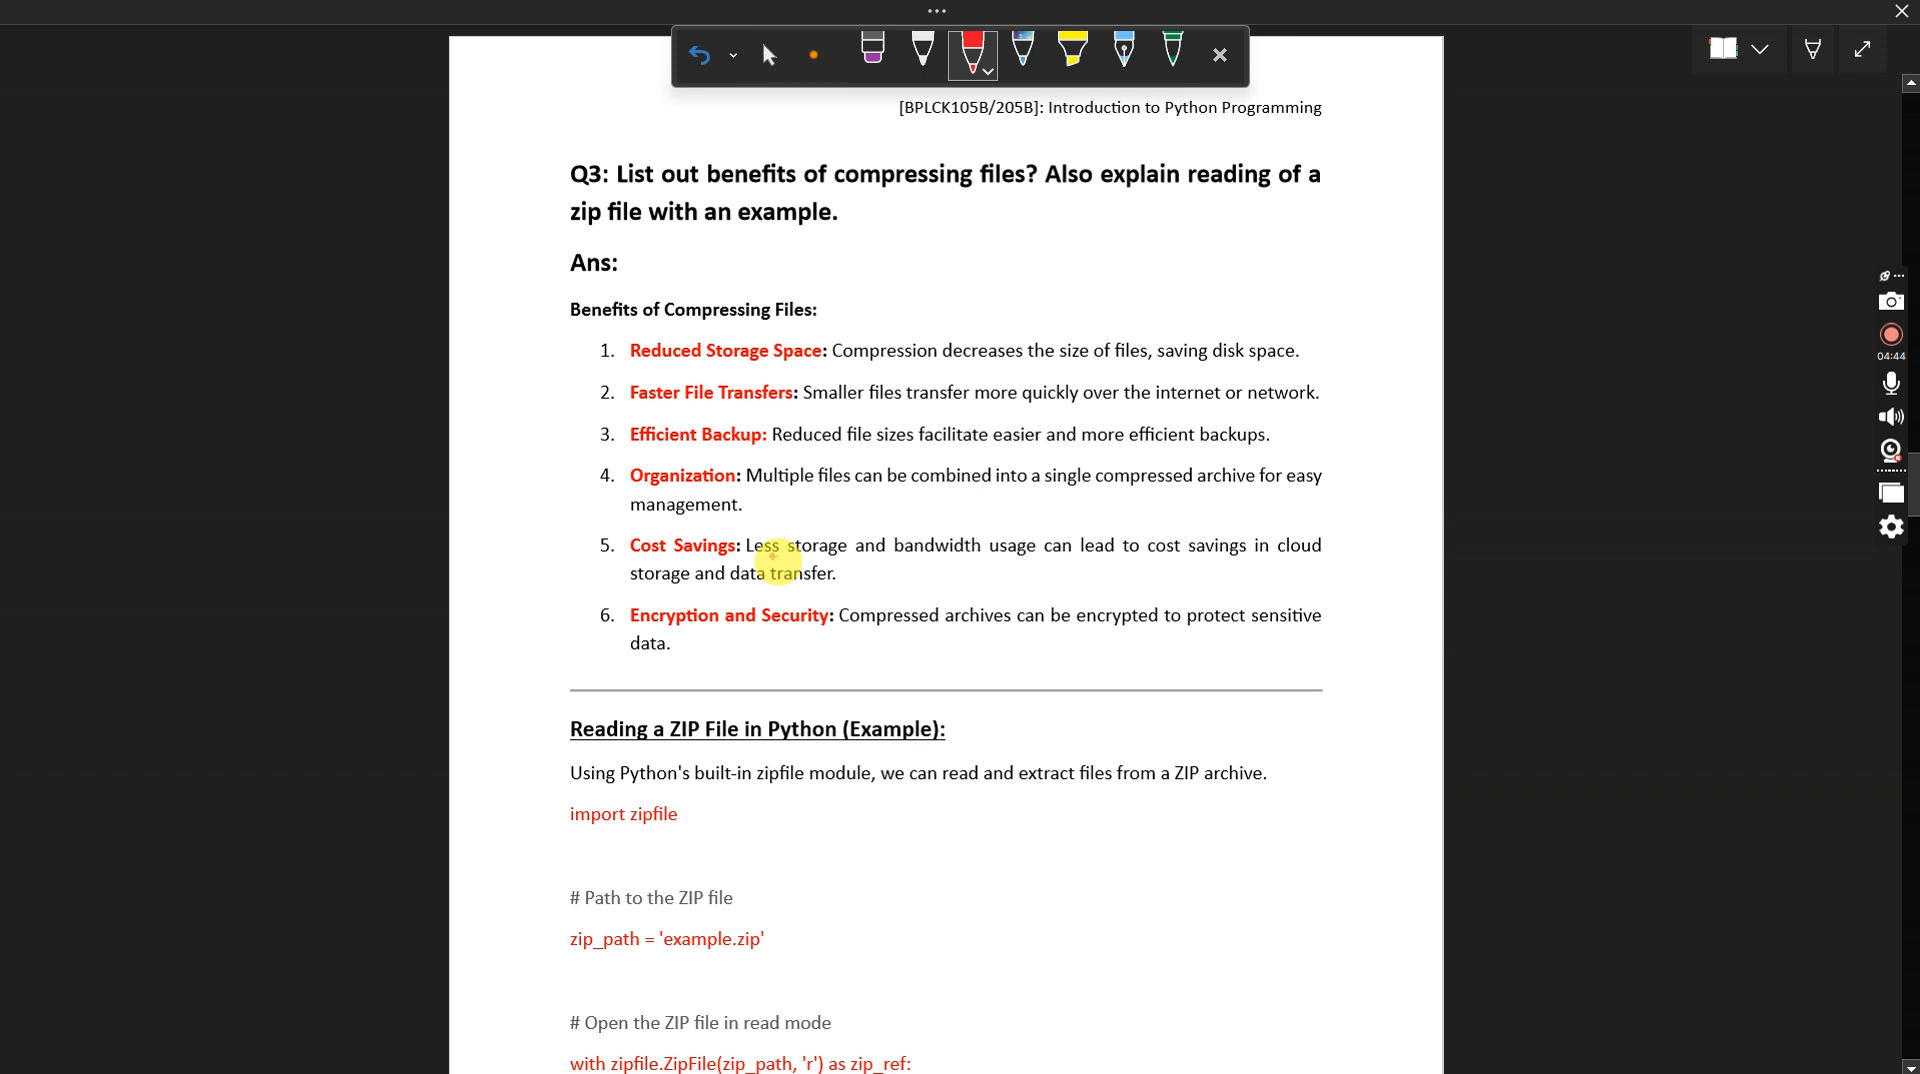 [BPLCK105B/205B]: Introduction to Python Programming
Q3: List out benefits of compressing files? Also explain reading of a
zip file with an example.
Ans:
Benefits of Compressing Files:
1. Reduced Storage Space: Compression decreases the size of files, saving disk space.
2. Faster File Transfers: Smaller files transfer more quickly over the internet or network.
3. Efficient Backup: Reduced file sizes facilitate easier and more efficient backups.
4. Organization: Multiple files can be combined into a single compressed archive for easy
management.
5. Cost Savings: Less storage and bandwidth usage can lead to cost savings in cloud
storage and data transfer.
6. Encryption and Security: Compressed archives can be encrypted to protect sensitive
data.
Reading a ZIP File in Python (Example):
Using Python's built-in zipfile module, we can read and extract files from a ZIP archive.
import zipfile
# Path to the ZIP file
zip_path = 'example.zip'
# Open the ZIP file in read mode
with zipfile.ZipFile(zip_path, 'r') as zip_ref:
04:44